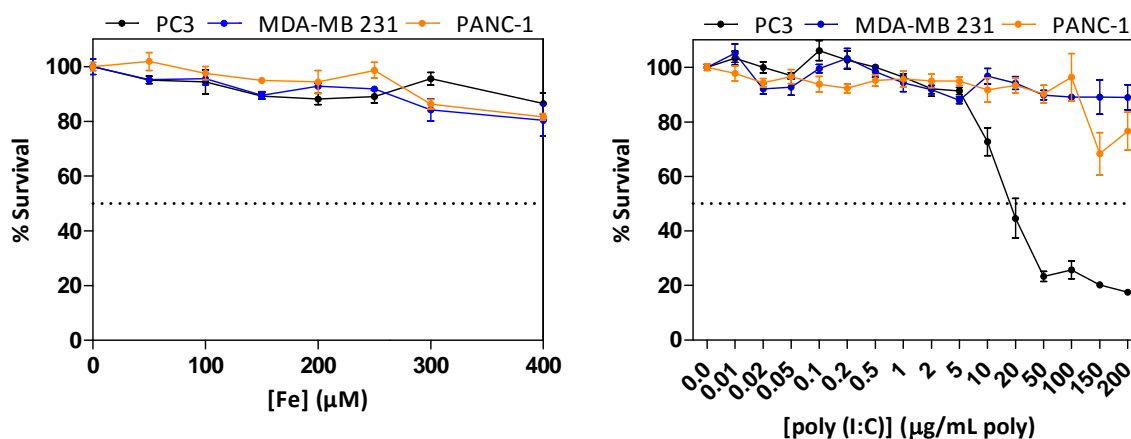 PC3 MDA-MB 231 PANC-1
% Survival
100
80
60
40
20
0
0 100 200 300 400
[Fe] (µM)
PC3 MDA-MB 231 PANC-1
% Survival
100
80
60
40
20
0
0.0 0.01 0.02 0.05 0.1 0.2 0.5 1 2 5 10 20 50 100 150 200
[poly (I:C)] (µg/mL poly)